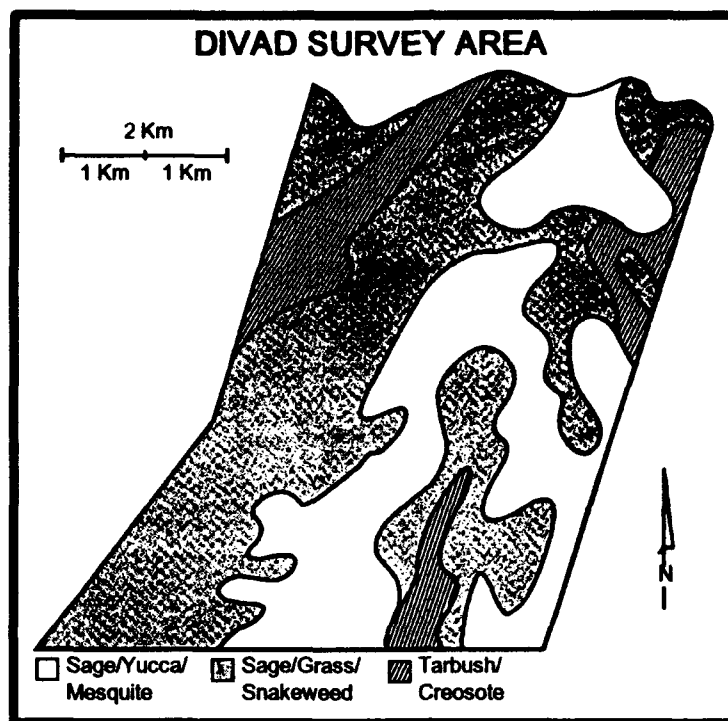 DIVAD SURVEY AREA
2 Km
1 Km 1 Km
N
Sage/Yucca/
Mesquite
Sage/Grass/
Snakeweed
Tarbush/
Creosote